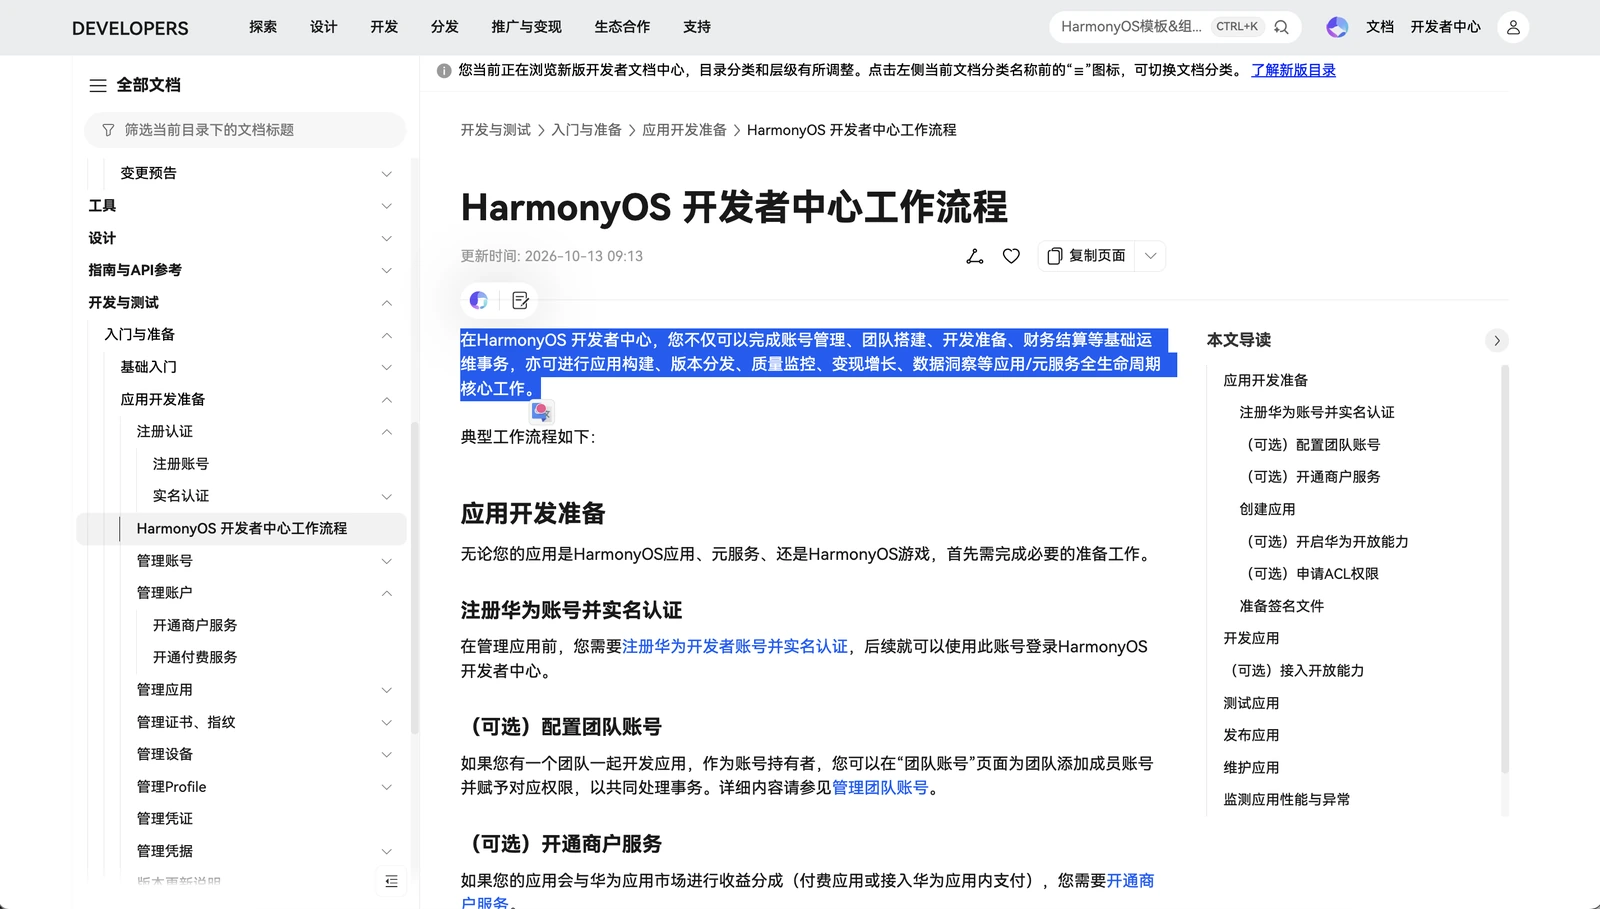 DEVELOPERS
探索
设计
开发
分发
推广与变现
生态合作
支持
HarmonyOS模板&组...
CTRL+K
文档
开发者中心
全部文档
筛选当前目录下的文档标题
变更预告
工具
设计
指南与API参考
开发与测试
入门与准备
基础入门
应用开发准备
注册认证
注册账号
实名认证
HarmonyOS 开发者中心工作流程
管理账号
管理账户
开通商户服务
开通付费服务
管理应用
管理证书、指纹
管理设备
管理Profile
管理凭证
管理凭据
版本更新说明
您当前正在浏览新版开发者文档中心，目录分类和层级有所调整。点击左侧当前文档分类名称前的“≡”图标，可切换文档分类。 了解新版目录
开发与测试 > 入门与准备 > 应用开发准备 > HarmonyOS 开发者中心工作流程
HarmonyOS 开发者中心工作流程
更新时间: 2026-10-13 09:13
复制页面
在HarmonyOS 开发者中心，您不仅可以完成账号管理、团队搭建、开发准备、财务结算等基础运
维事务，亦可进行应用构建、版本分发、质量监控、变现增长、数据洞察等应用/元服务全生命周期
核心工作。
典型工作流程如下：
应用开发准备
无论您的应用是HarmonyOS应用、元服务、还是HarmonyOS游戏，首先需完成必要的准备工作。
注册华为账号并实名认证
在管理应用前，您需要注册华为开发者账号并实名认证，后续就可以使用此账号登录HarmonyOS
开发者中心。
（可选）配置团队账号
如果您有一个团队一起开发应用，作为账号持有者，您可以在“团队账号”页面为团队添加成员账号
并赋予对应权限，以共同处理事务。详细内容请参见管理团队账号。
（可选）开通商户服务
如果您的应用会与华为应用市场进行收益分成（付费应用或接入华为应用内支付），您需要开通商
户服务。
本文导读
应用开发准备
注册华为账号并实名认证
（可选）配置团队账号
（可选）开通商户服务
创建应用
（可选）开启华为开放能力
（可选）申请ACL权限
准备签名文件
开发应用
（可选）接入开放能力
测试应用
发布应用
维护应用
监测应用性能与异常